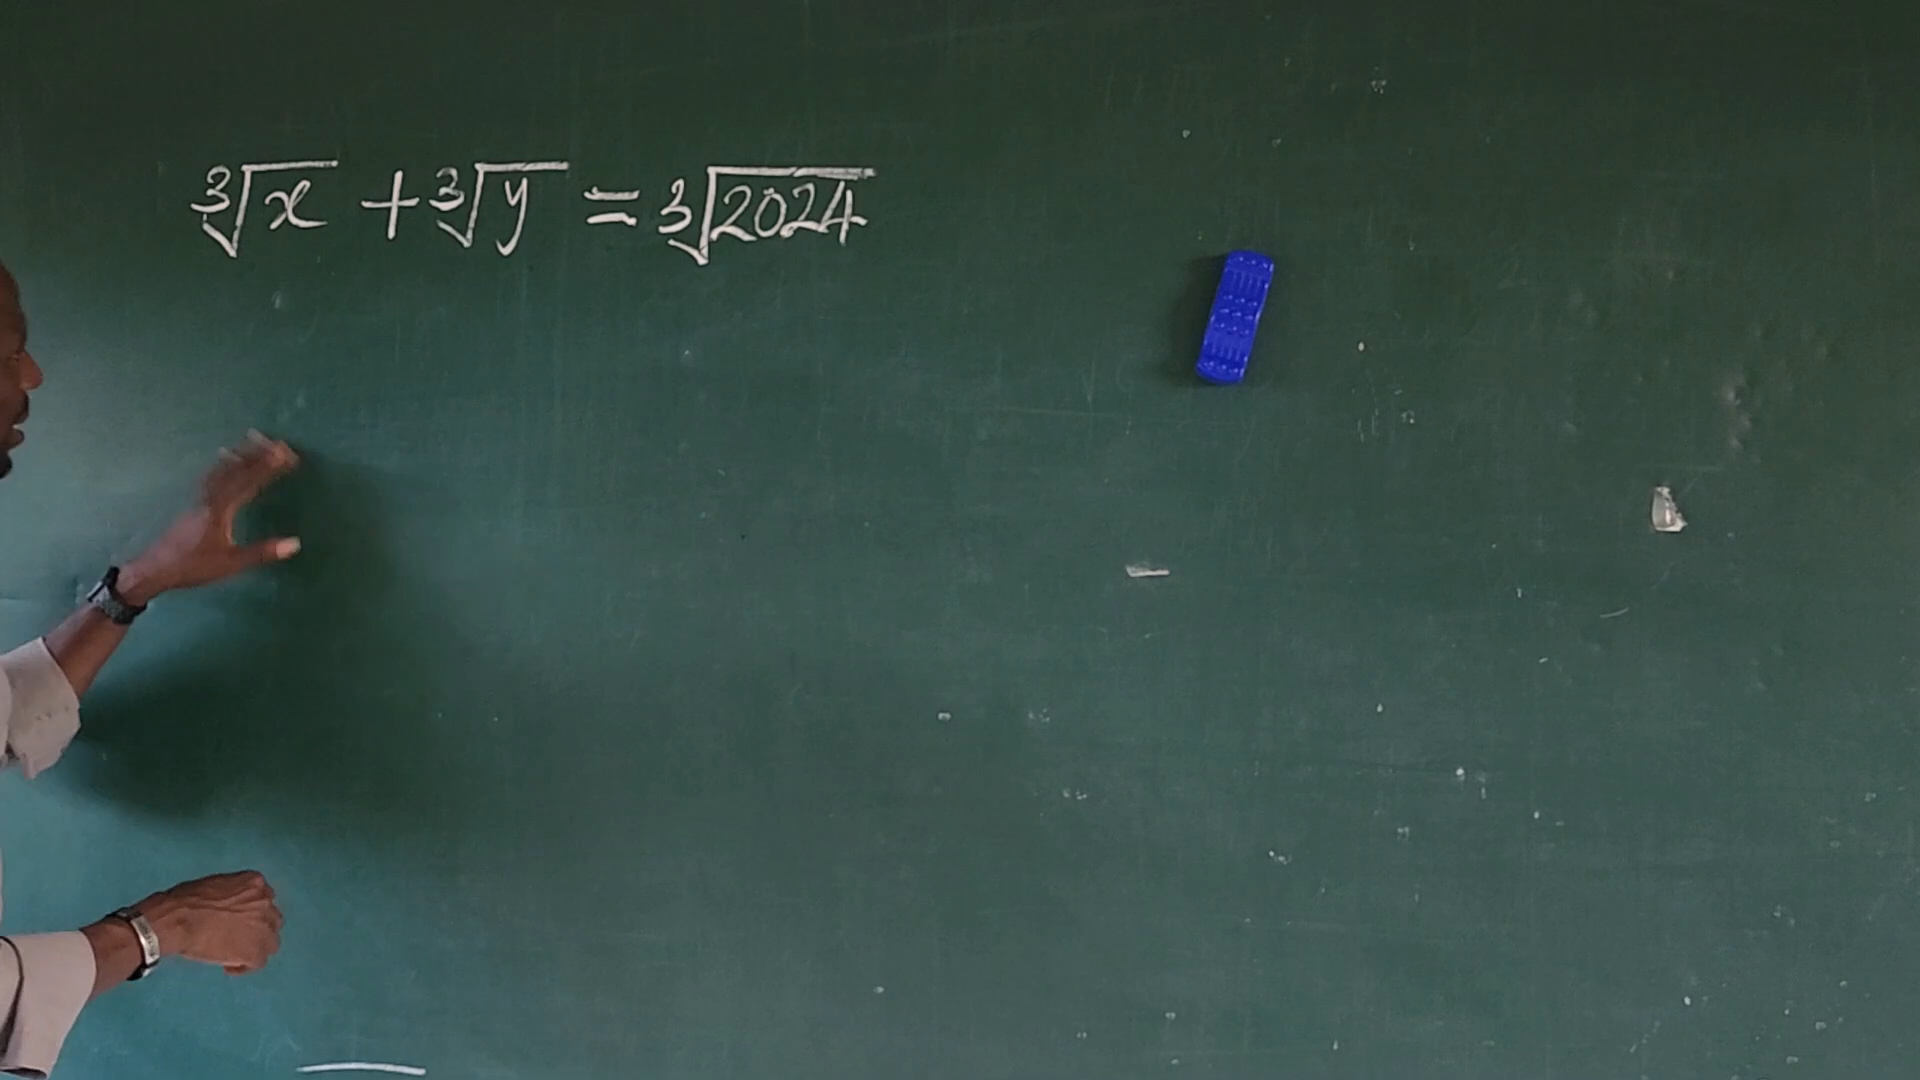 ∛x + ∛y = ∛2024